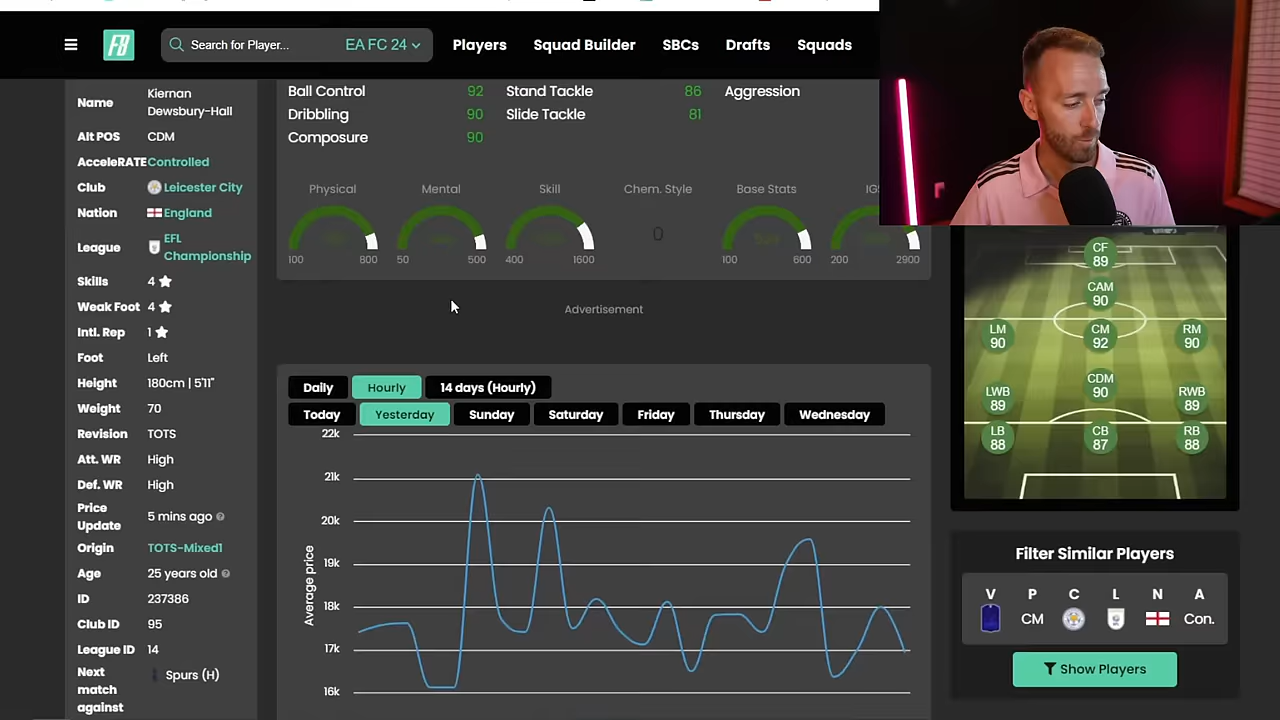 F8
Search for Player...
EA FC 24
Players
Squad Builder
SBCs
Drafts
Squads
Name
Kiernan
Dewsbury-Hall
Alt POS
CDM
AcceleRATE
Controlled
Club
Leicester City
Nation
England
League
EFL
Championship
Skills
4
Weak Foot
4
Intl. Rep
1
Foot
Left
Height
180cm | 5'11"
Weight
70
Revision
TOTS
Att. WR
High
Def. WR
High
Price
Update
5 mins ago
Origin
TOTS-Mixed1
Age
25 years old
ID
237386
Club ID
95
League ID
14
Next
match
against
Spurs (H)
Ball Control 92
Dribbling 90
Composure 90
Stand Tackle 86
Slide Tackle 81
Aggression
Physical
100 800
Mental
50 500
Skill
400 1600
Chem. Style
0
Base Stats
100 600
IGS
200 2900
Advertisement
Daily
Hourly
14 days (Hourly)
Today
Yesterday
Sunday
Saturday
Friday
Thursday
Wednesday
Average price
22k
21k
20k
19k
18k
17k
16k
CF
89
CAM
90
LM
90
CM
92
RM
90
LWB
89
CDM
90
RWB
89
LB
88
CB
87
RB
88
Filter Similar Players
V P C L N A
CM
Con.
Show Players